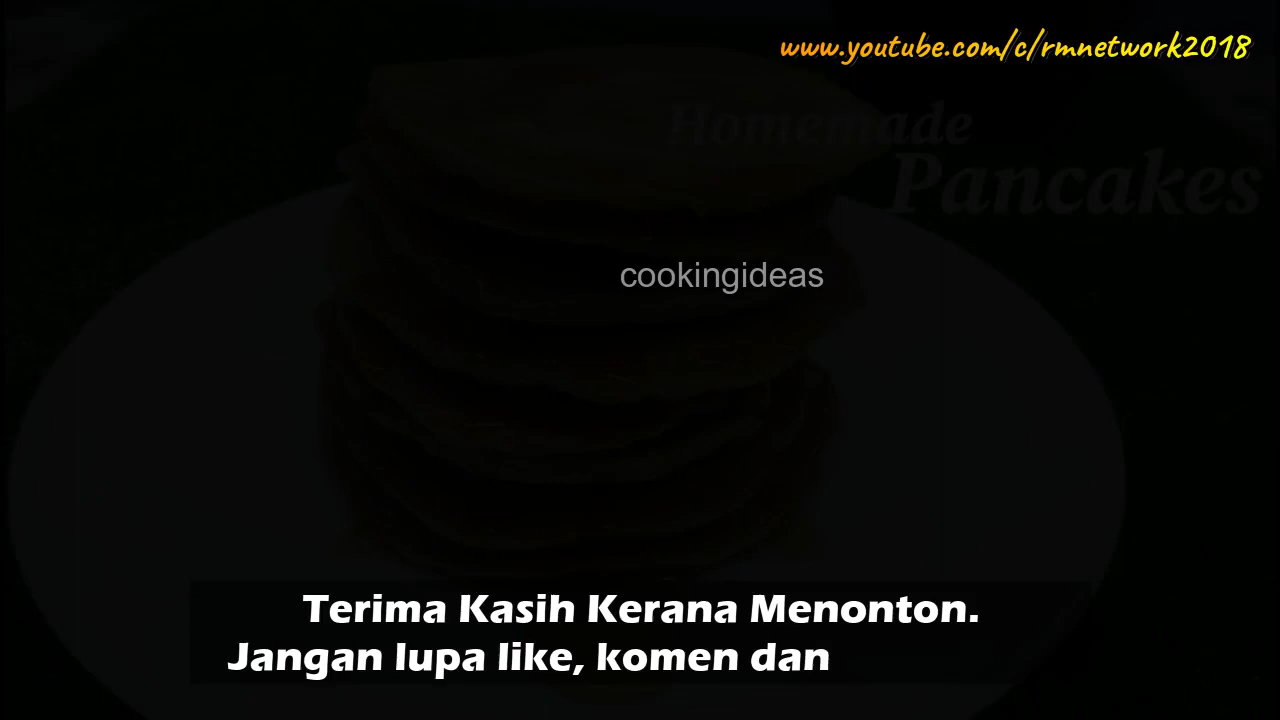 www.youtube.com/c/rmnetwork2018
Homemade
Pancakes
cookingideas
Terima Kasih Kerana Menonton.
Jangan lupa like, komen dan